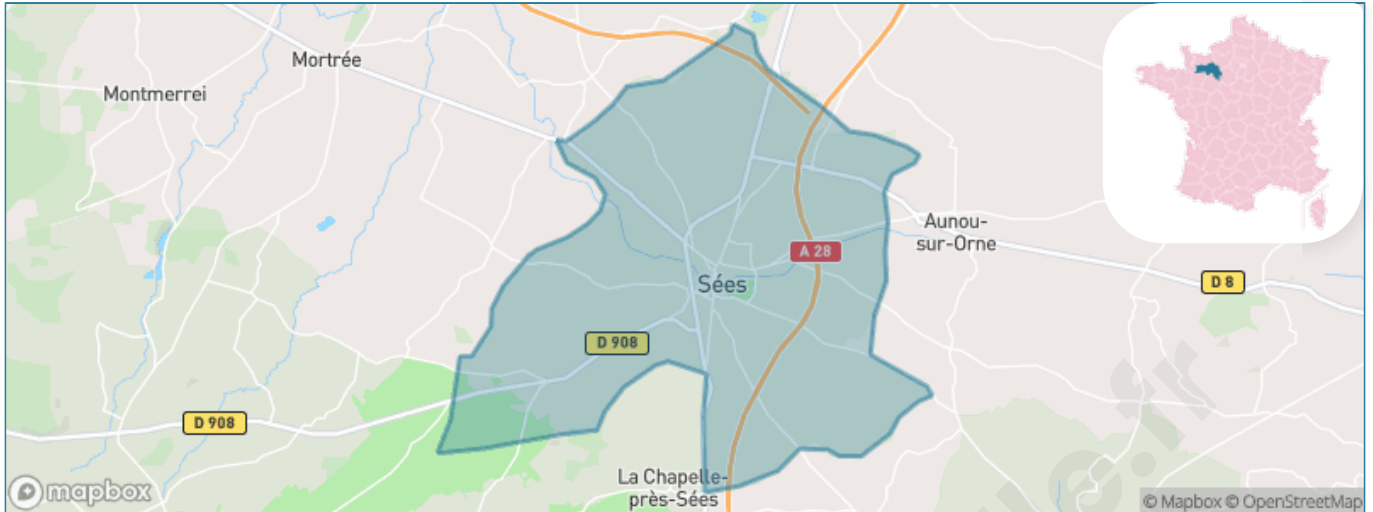 Mortrée
Montmerrei
Aunou-
sur-Orne
A 28
Sées
D 8
D 908
D 908
La Chapelle-
près-Sées
mapbox
© Mapbox © OpenStreetMap